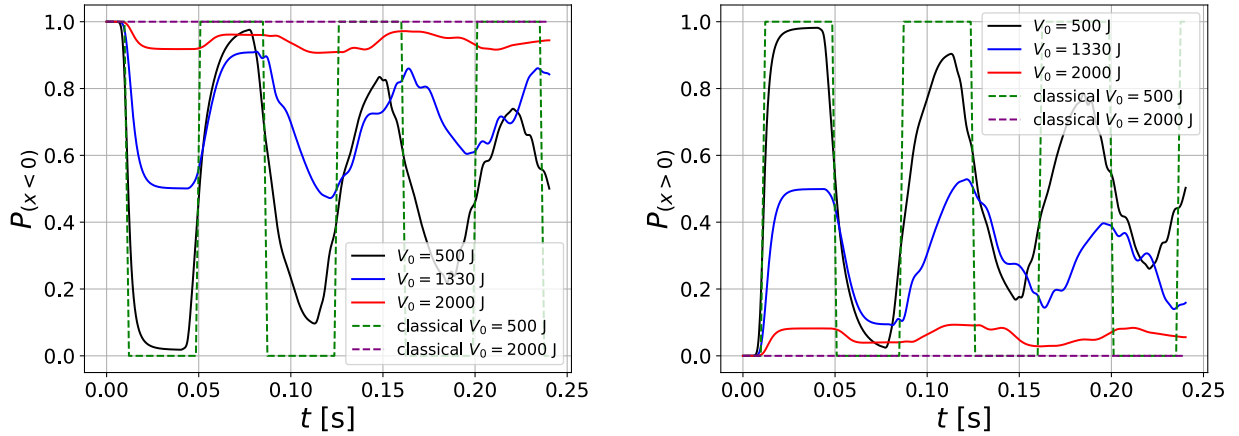 1.0
0.8
0.6
0.4
0.2
0.0
P(x < 0)
V₀ = 500 J
V₀ = 1330 J
V₀ = 2000 J
classical V₀ = 500 J
classical V₀ = 2000 J
0.00 0.05 0.10 0.15 0.20 0.25
t [s]
1.0
0.8
0.6
0.4
0.2
0.0
P(x > 0)
V₀ = 500 J
V₀ = 1330 J
V₀ = 2000 J
classical V₀ = 500 J
classical V₀ = 2000 J
0.00 0.05 0.10 0.15 0.20 0.25
t [s]